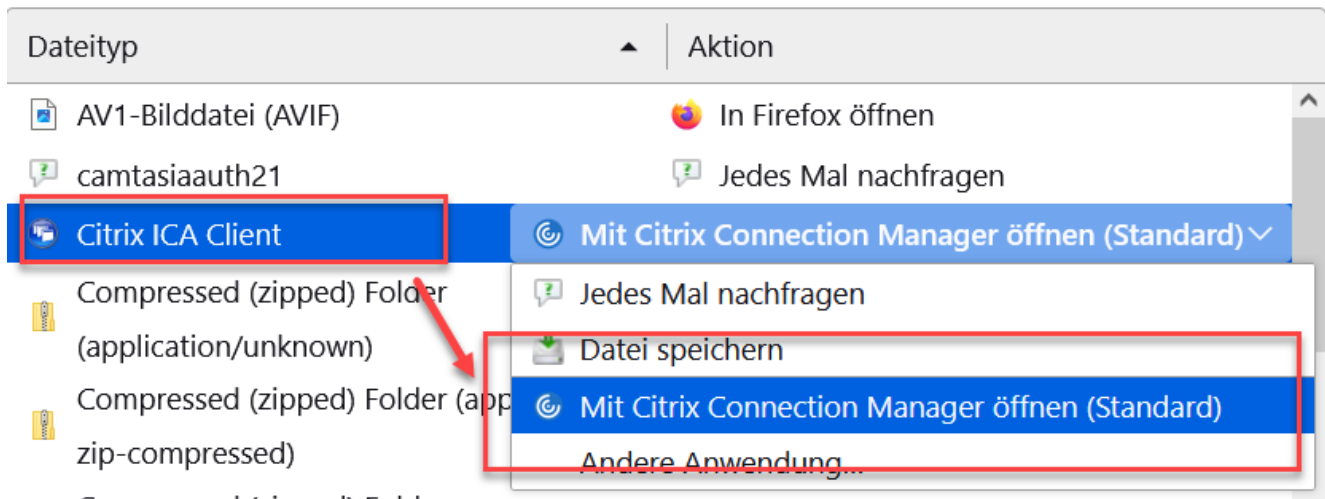 Dateityp Aktion
AV1-Bilddatei (AVIF) In Firefox öffnen
camtasiaauth21 Jedes Mal nachfragen
Citrix ICA Client Mit Citrix Connection Manager öffnen (Standard)
Compressed (zipped) Folder Jedes Mal nachfragen
(application/unknown) Datei speichern
Compressed (zipped) Folder (app Mit Citrix Connection Manager öffnen (Standard)
zip-compressed) Andere Anwendung...